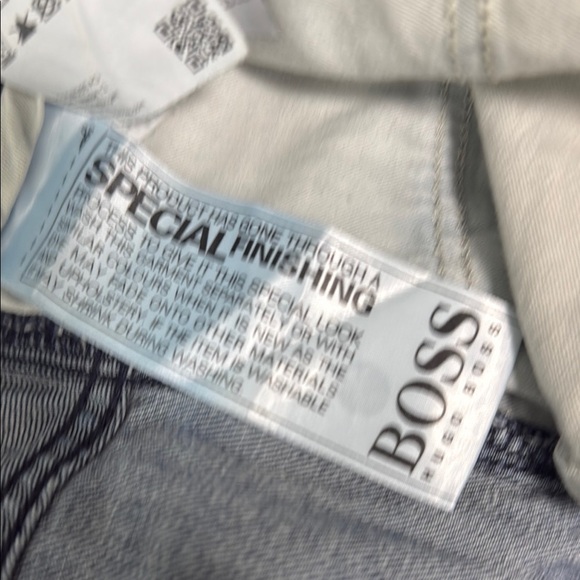 THIS PRODUCT HAS GONE THROUGH A
SPECIAL FINISHING
PROCESS TO GIVE IT THIS SPECIAL LOOK
WASH THIS GARMENT SEPARATELY OR WITH
COLOURS WHEN IT IS NEW AS THE
MAY FADE ONTO OTHER MATERIALS
UPHOLSTERY IF ITEM IS WASHABLE
MAY SHRINK DURING WASHING
BOSS
HUGO BOSS